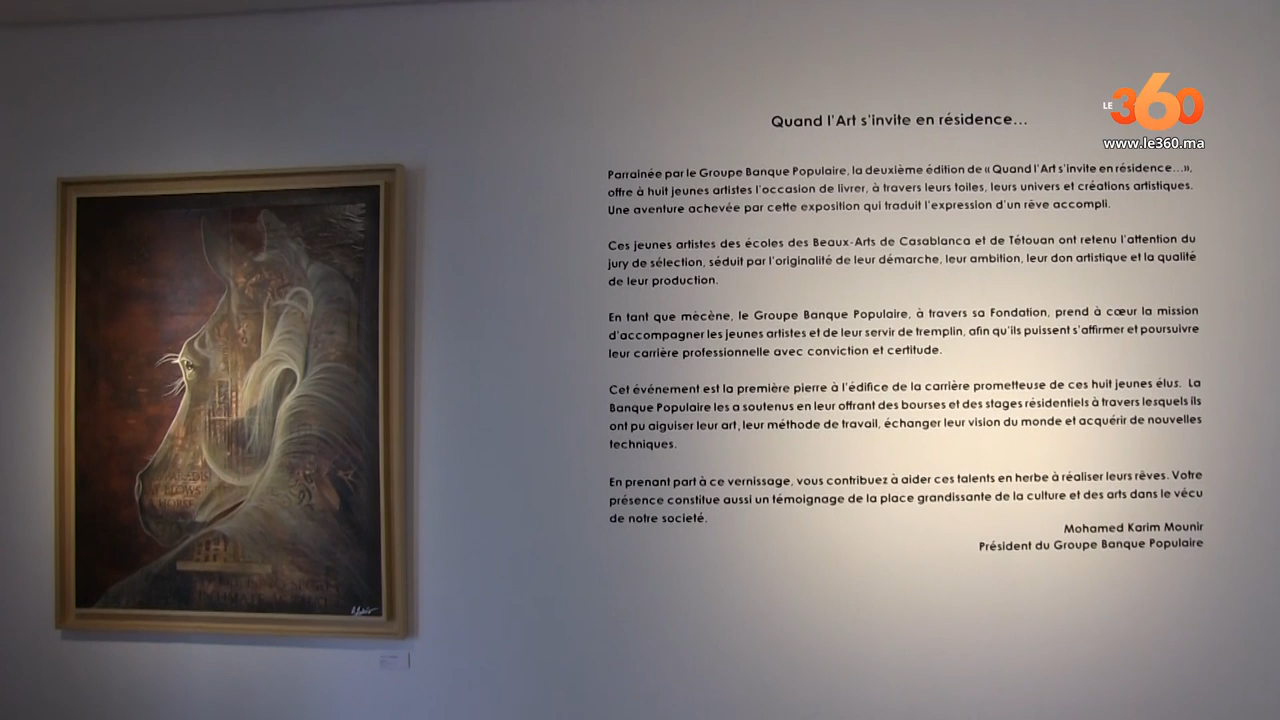 LE 360
www.le360.ma
Quand l'Art s'invite en résidence...
Parrainée par le Groupe Banque Populaire, la deuxième édition de « Quand l'Art s'invite en résidence...»,
offre à huit jeunes artistes l'occasion de livrer, à travers leurs toiles, leurs univers et créations artistiques.
Une aventure achevée par cette exposition qui traduit l'expression d'un rêve accompli.
Ces jeunes artistes des écoles des Beaux-Arts de Casablanca et de Tétouan ont retenu l'attention du
jury de sélection, séduit par l'originalité de leur démarche, leur ambition, leur don artistique et la qualité
de leur production.
En tant que mécène, le Groupe Banque Populaire, à travers sa Fondation, prend à cœur la mission
d'accompagner les jeunes artistes et de leur servir de tremplin, afin qu'ils puissent s'affirmer et poursuivre
leur carrière professionnelle avec conviction et certitude.
Cet événement est la première pierre à l'édifice de la carrière prometteuse de ces huit jeunes élus. La
Banque Populaire les a soutenus en leur offrant des bourses et des stages résidentiels à travers lesquels ils
ont pu aiguiser leur art, leur méthode de travail, échanger leur vision du monde et acquérir de nouvelles
techniques.
En prenant part à ce vernissage, vous contribuez à aider ces talents en herbe à réaliser leurs rêves. Votre
présence constitue aussi un témoignage de la place grandissante de la culture et des arts dans le vécu
de notre societé.
Mohamed Karim Mounir
Président du Groupe Banque Populaire